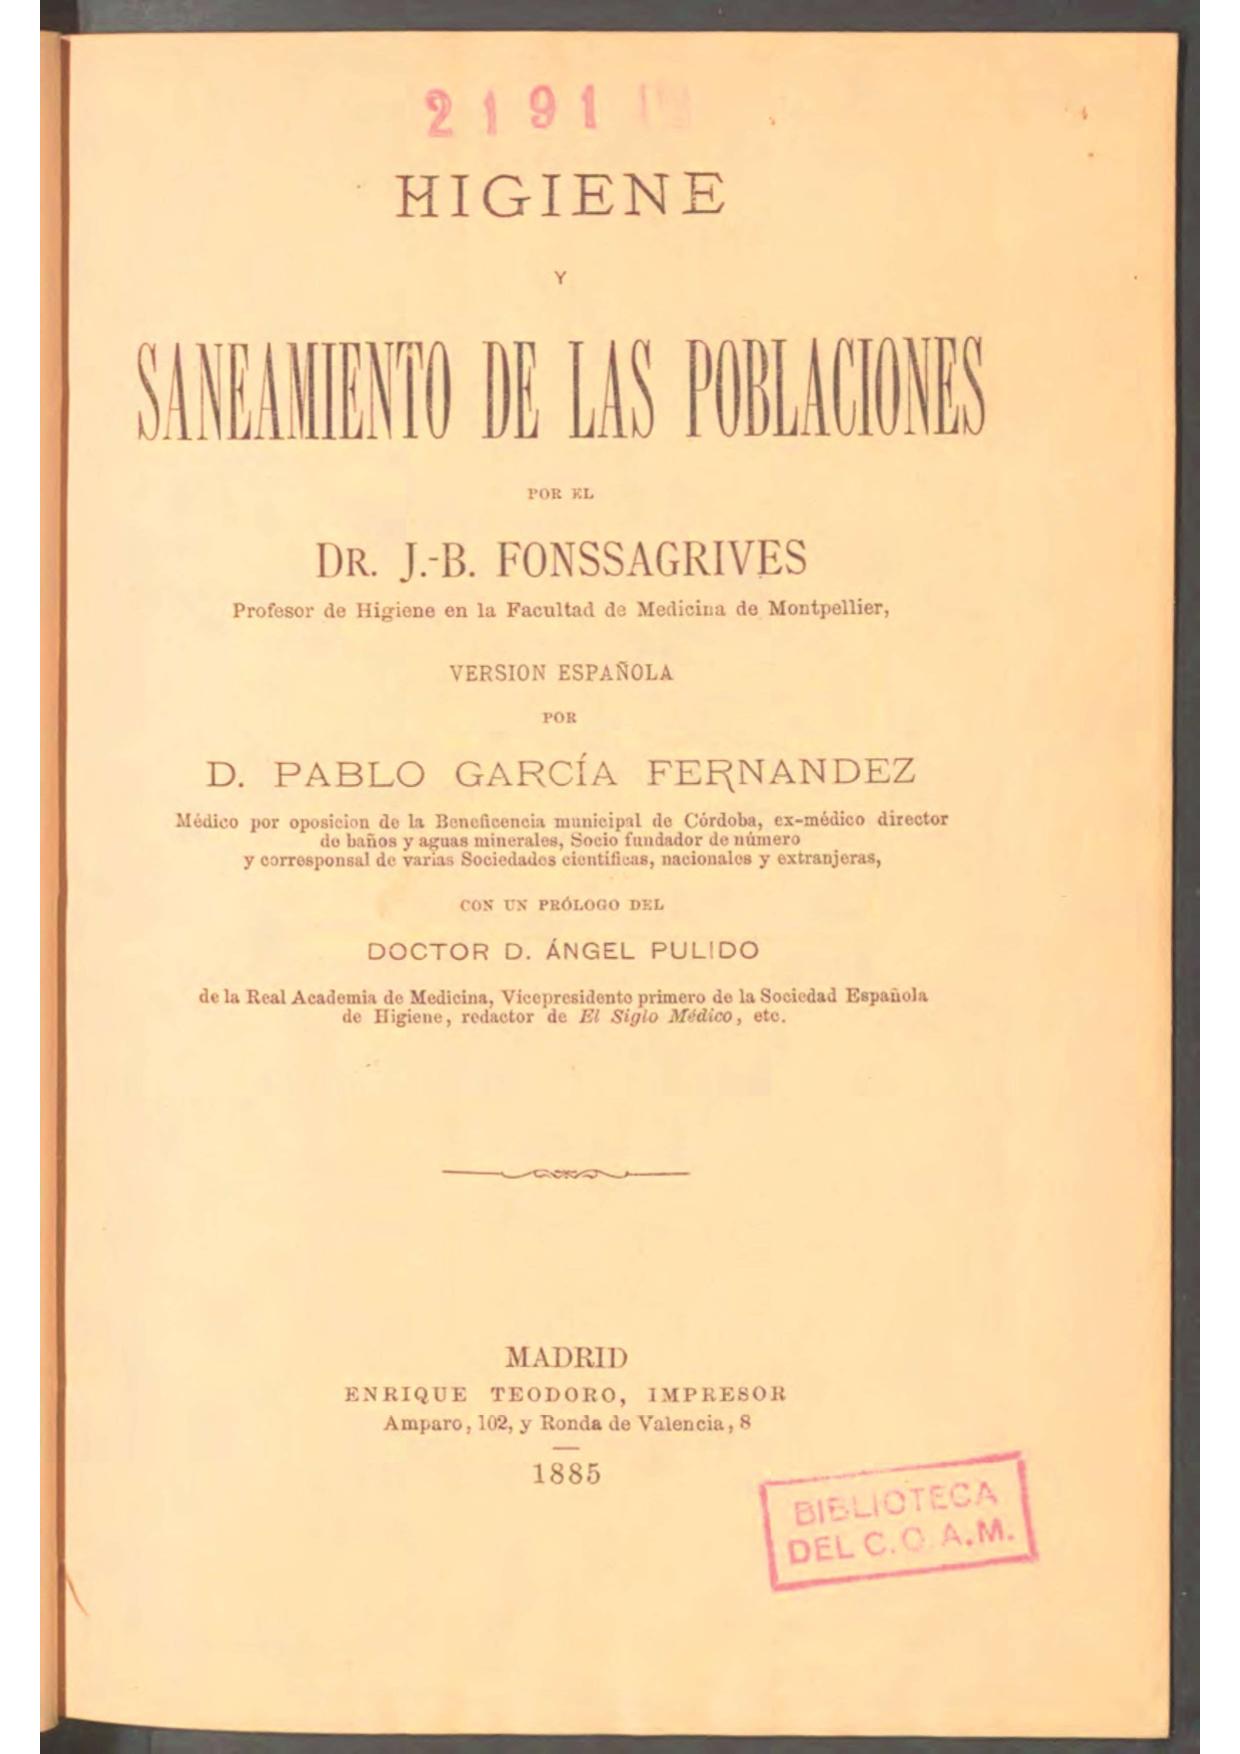 2191
HIGIENE
Y
SANEAMIENTO DE LAS POBLACIONES
POR EL
DR. J.-B. FONSSAGRIVES
Profesor de Higiene en la Facultad de Medicina de Montpellier,
VERSION ESPAÑOLA
POR
D. PABLO GARCÍA FERNANDEZ
Médico por oposicion de la Beneficencia municipal de Córdoba, ex-médico director
de baños y aguas minerales, Socio fundador de número
y corresponsal de varias Sociedades científicas, nacionales y extranjeras,
CON UN PRÓLOGO DEL
DOCTOR D. ÁNGEL PULIDO
de la Real Academia de Medicina, Vicepresidente primero de la Sociedad Española
de Higiene, redactor de El Siglo Médico, etc.
MADRID
ENRIQUE TEODORO, IMPRESOR
Amparo, 102, y Ronda de Valencia, 8
1885
BIBLIOTECA
DEL C.O.A.M.